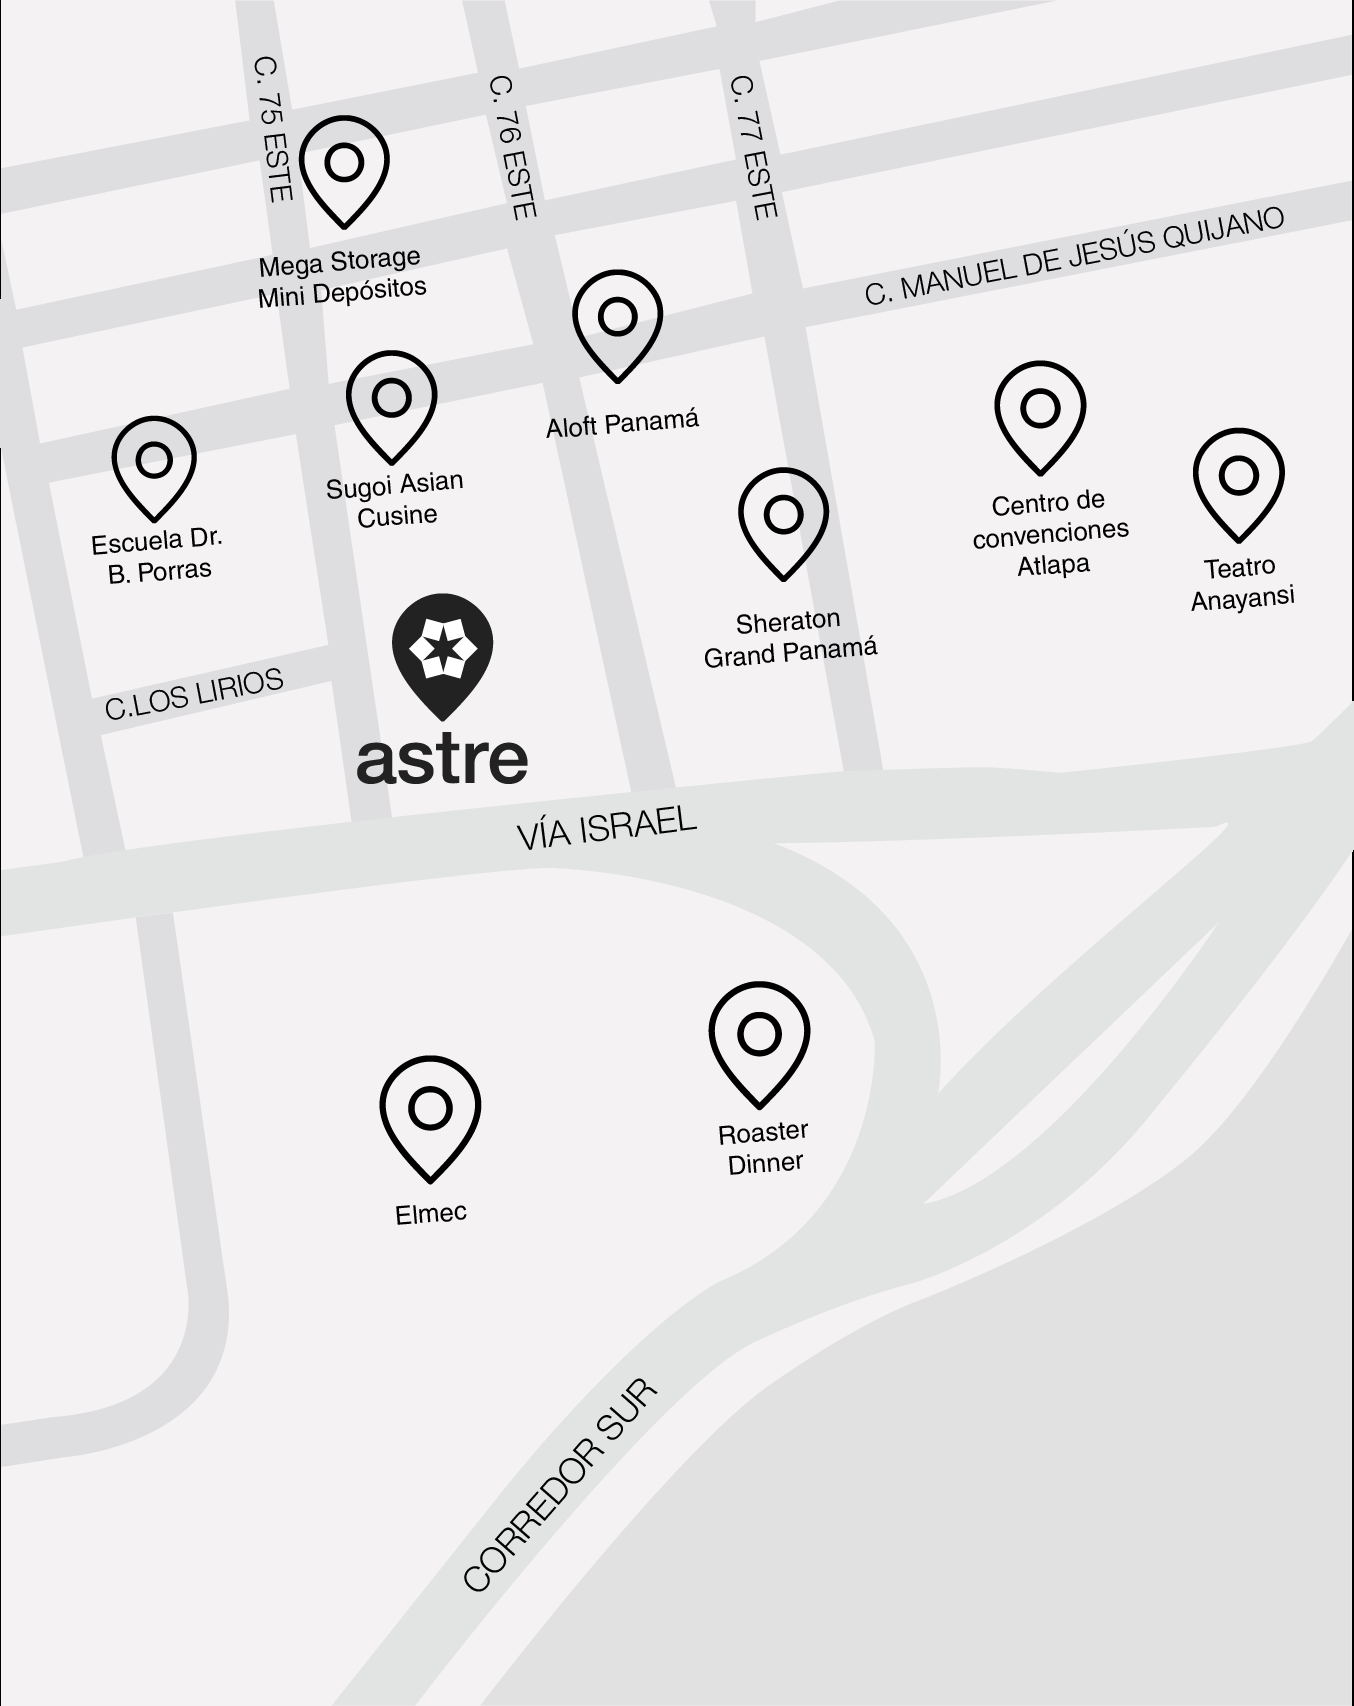 C. 75 ESTE
C. 76 ESTE
C. 77 ESTE
C. MANUEL DE JESÚS QUIJANO
Mega Storage
Mini Depósitos
Aloft Panamá
Sugoi Asian
Cusine
Escuela Dr.
B. Porras
Centro de
convenciones
Atlapa
Teatro
Anayansi
Sheraton
Grand Panamá
C.LOS LIRIOS
astre
VÍA ISRAEL
Roaster
Dinner
Elmec
CORREDOR SUR